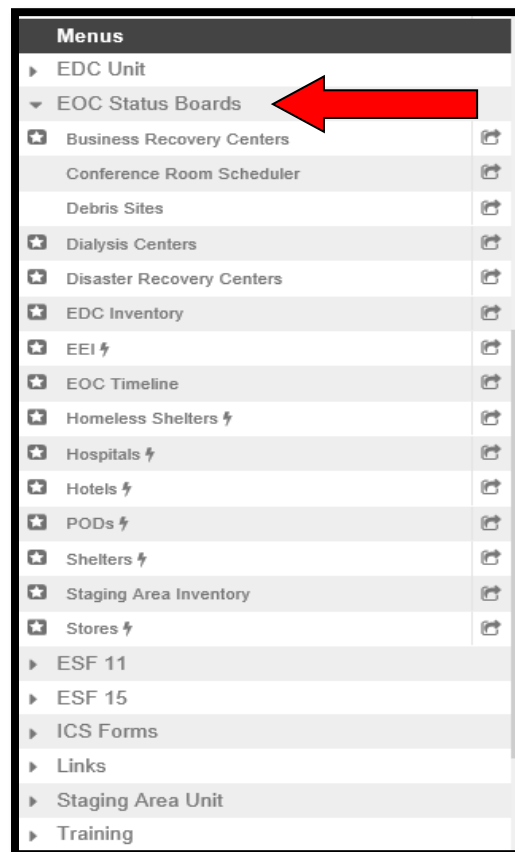 Menus
EDC Unit
EOC Status Boards
Business Recovery Centers
Conference Room Scheduler
Debris Sites
Dialysis Centers
Disaster Recovery Centers
EDC Inventory
EEI
EOC Timeline
Homeless Shelters
Hospitals
Hotels
PODs
Shelters
Staging Area Inventory
Stores
ESF 11
ESF 15
ICS Forms
Links
Staging Area Unit
Training